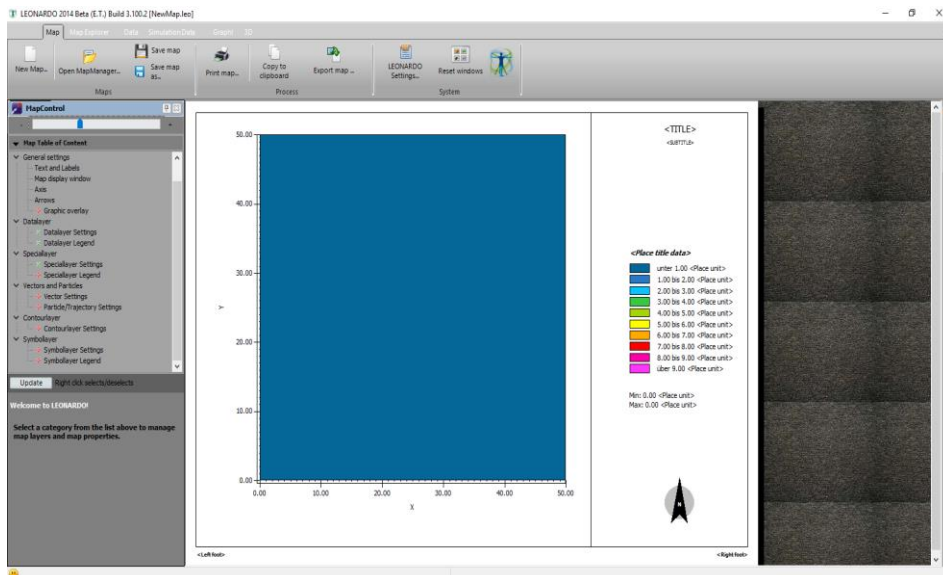 LEONARDO 2014 Beta (E.T.) Build 3.100.2 [NewMap.leo]
Map Map Explorer Data Simulation Data Graph! 3D
New Map... Open MapManager... Save map
Save map as...
Print map... Copy to clipboard Export map ...
LEONARDO Settings... Reset windows
Maps Process System
MapControl
- +
Map Table of Content
General settings
Text and Labels
Map display window
Axis
Arrows
Graphic overlay
Datalayer
Datalayer Settings
Datalayer Legend
Speciallayer
Speciallayer Settings
Speciallayer Legend
Vectors and Particles
Vector Settings
Particle/Trajectory Settings
Contourlayer
Contourlayer Settings
Symbollayer
Symbollayer Settings
Symbollayer Legend
Update Right click selects/deselects
Welcome to LEONARDO!
Select a category from the list above to manage
map layers and map properties.
50.00
40.00
30.00
Y
20.00
10.00
0.00
0.00 10.00 20.00 30.00 40.00 50.00
X
<TITLE>
<SUBTITLE>
<Place title data>
unter 1.00 <Place unit>
1.00 bis 2.00 <Place unit>
2.00 bis 3.00 <Place unit>
3.00 bis 4.00 <Place unit>
4.00 bis 5.00 <Place unit>
5.00 bis 6.00 <Place unit>
6.00 bis 7.00 <Place unit>
7.00 bis 8.00 <Place unit>
8.00 bis 9.00 <Place unit>
über 9.00 <Place unit>
Min: 0.00 <Place unit>
Max: 0.00 <Place unit>
N
<Left foot> <Right foot>